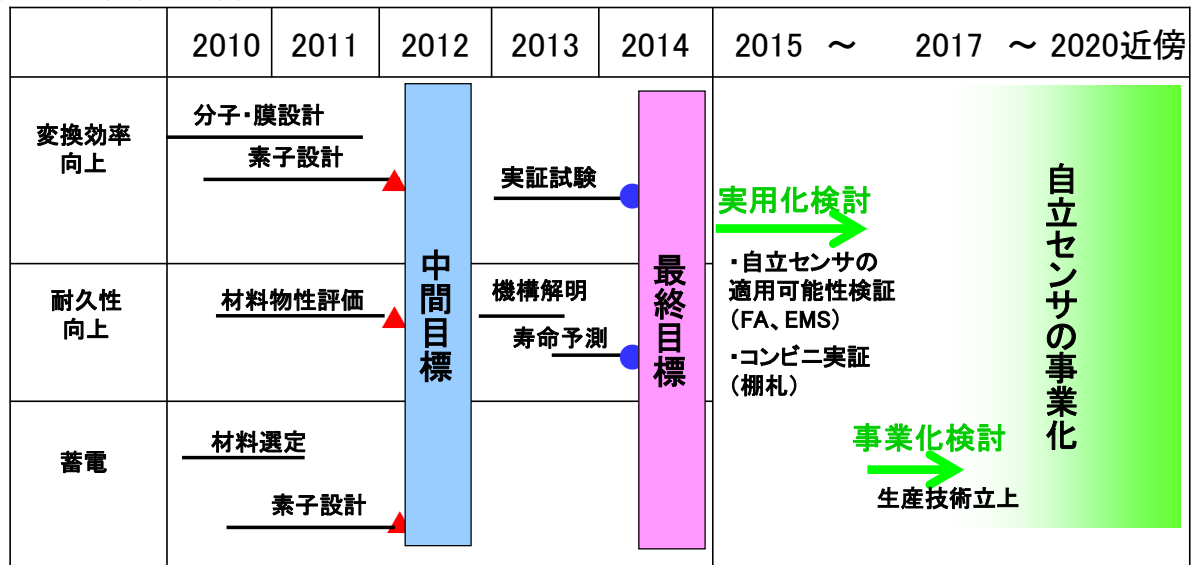 2010
2011
2012
2013
2014
2015 ～ 2017 ～ 2020近傍
変換効率
向上
分子・膜設計
素子設計
実証試験
耐久性
向上
材料物性評価
機構解明
寿命予測
蓄電
材料選定
素子設計
中間目標
最終目標
実用化検討
・自立センサの
適用可能性検証
(FA、EMS)
・コンビニ実証
(棚札)
事業化検討
生産技術立上
自立センサの事業化